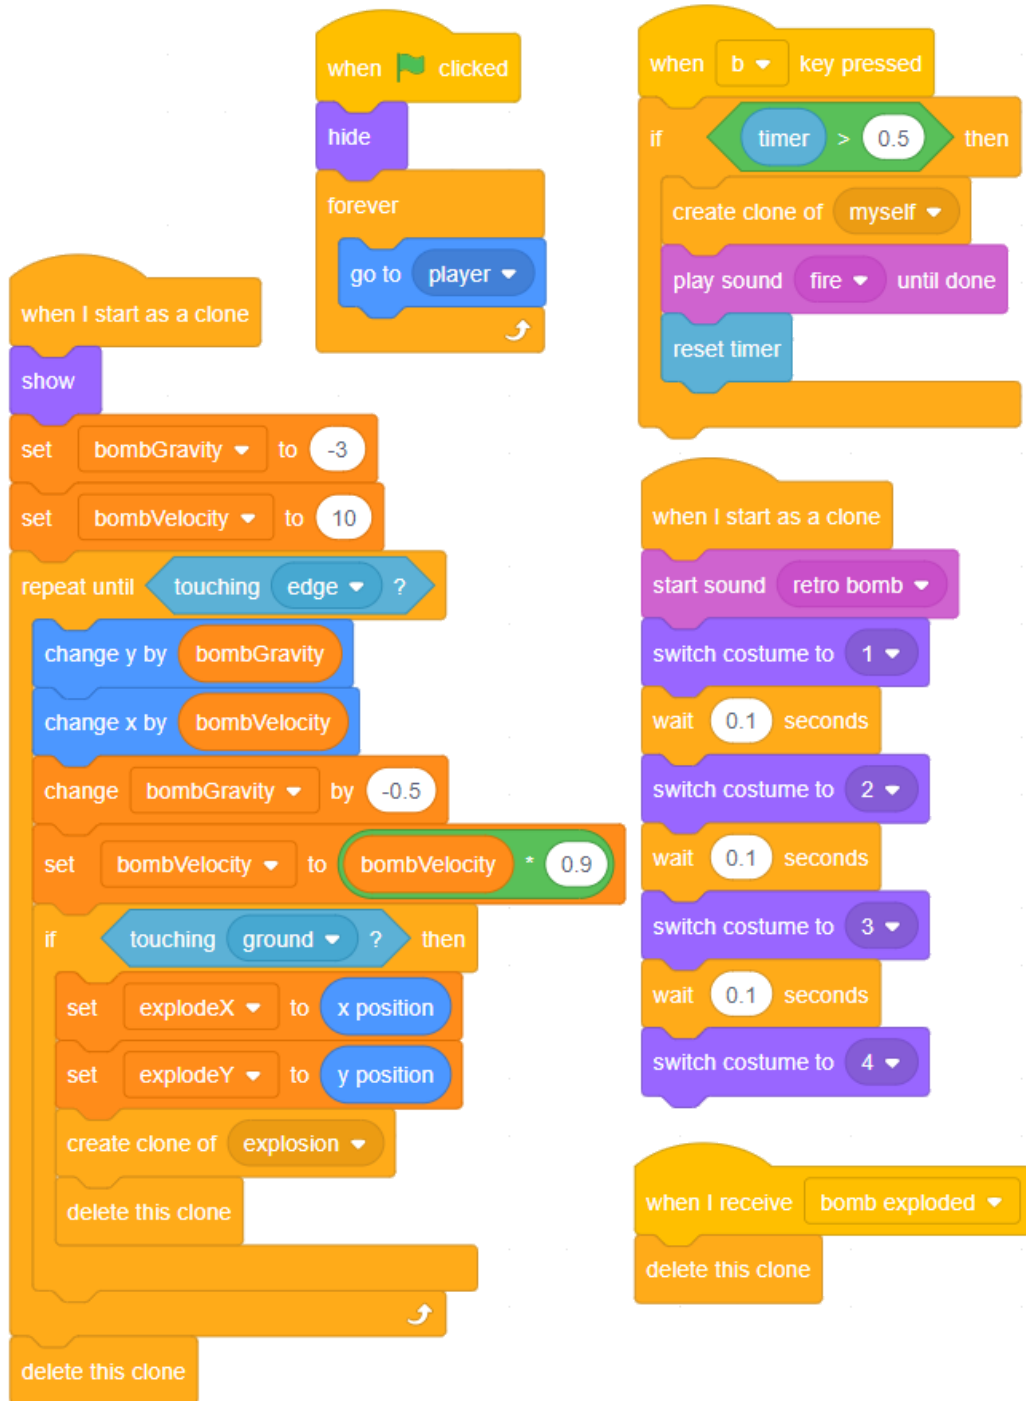 when clicked
hide
forever
go to player
when b key pressed
if timer > 0.5 then
create clone of myself
play sound fire until done
reset timer
when I start as a clone
show
set bombGravity to -3
set bombVelocity to 10
repeat until touching edge ?
change y by bombGravity
change x by bombVelocity
change bombGravity by -0.5
set bombVelocity to bombVelocity * 0.9
if touching ground ? then
set explodeX to x position
set explodeY to y position
create clone of explosion
delete this clone
delete this clone
when I start as a clone
start sound retro bomb
switch costume to 1
wait 0.1 seconds
switch costume to 2
wait 0.1 seconds
switch costume to 3
wait 0.1 seconds
switch costume to 4
when I receive bomb exploded
delete this clone